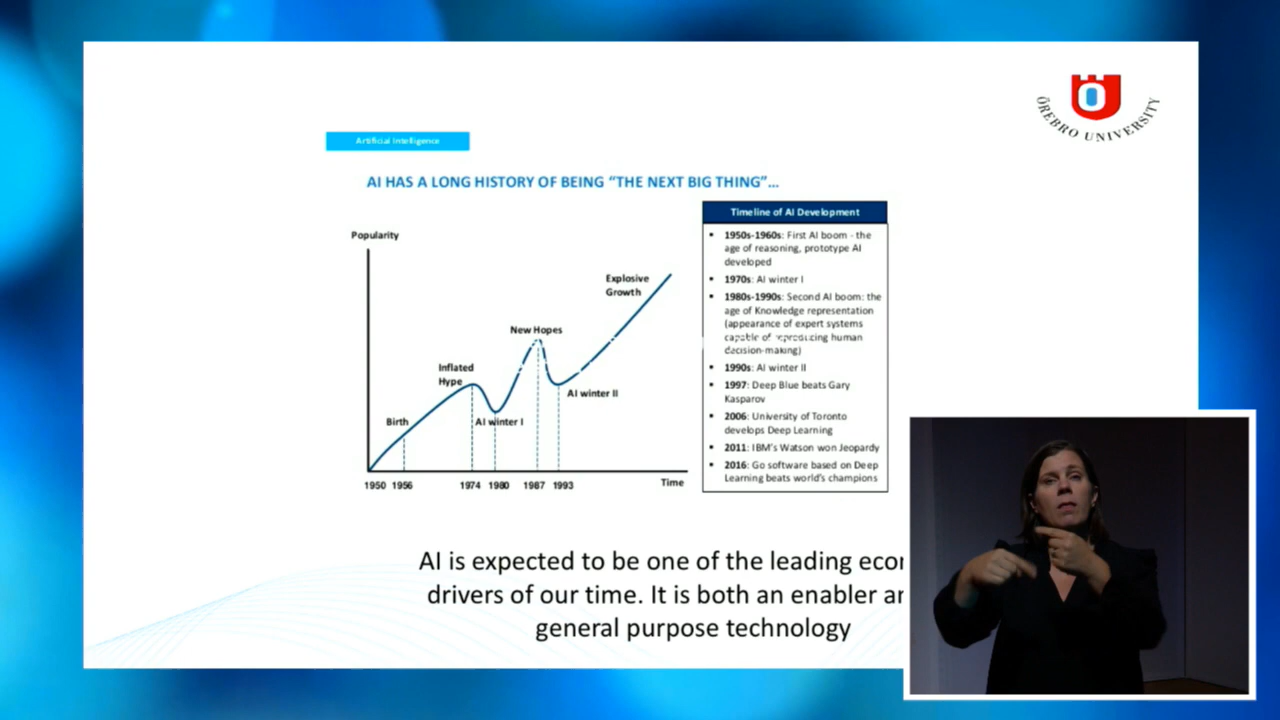 ÖREBRO UNIVERSITY
Artificial Intelligence
AI HAS A LONG HISTORY OF BEING “THE NEXT BIG THING”…
Popularity
Explosive
Growth
New Hopes
Inflated
Hype
AI winter II
Birth
AI winter I
1950 1956 1974 1980 1987 1993
Time
Timeline of AI Development
▪ 1950s-1960s: First AI boom - the
age of reasoning, prototype AI
developed
▪ 1970s: AI winter I
▪ 1980s-1990s: Second AI boom: the
age of Knowledge representation
(appearance of expert systems
capable of reproducing human
decision-making)
▪ 1990s: AI winter II
▪ 1997: Deep Blue beats Gary
Kasparov
▪ 2006: University of Toronto
develops Deep Learning
▪ 2011: IBM's Watson won Jeopardy
▪ 2016: Go software based on Deep
Learning beats world's champions
AI is expected to be one of the leading
drivers of our time. It is both an enabler
general purpose technology